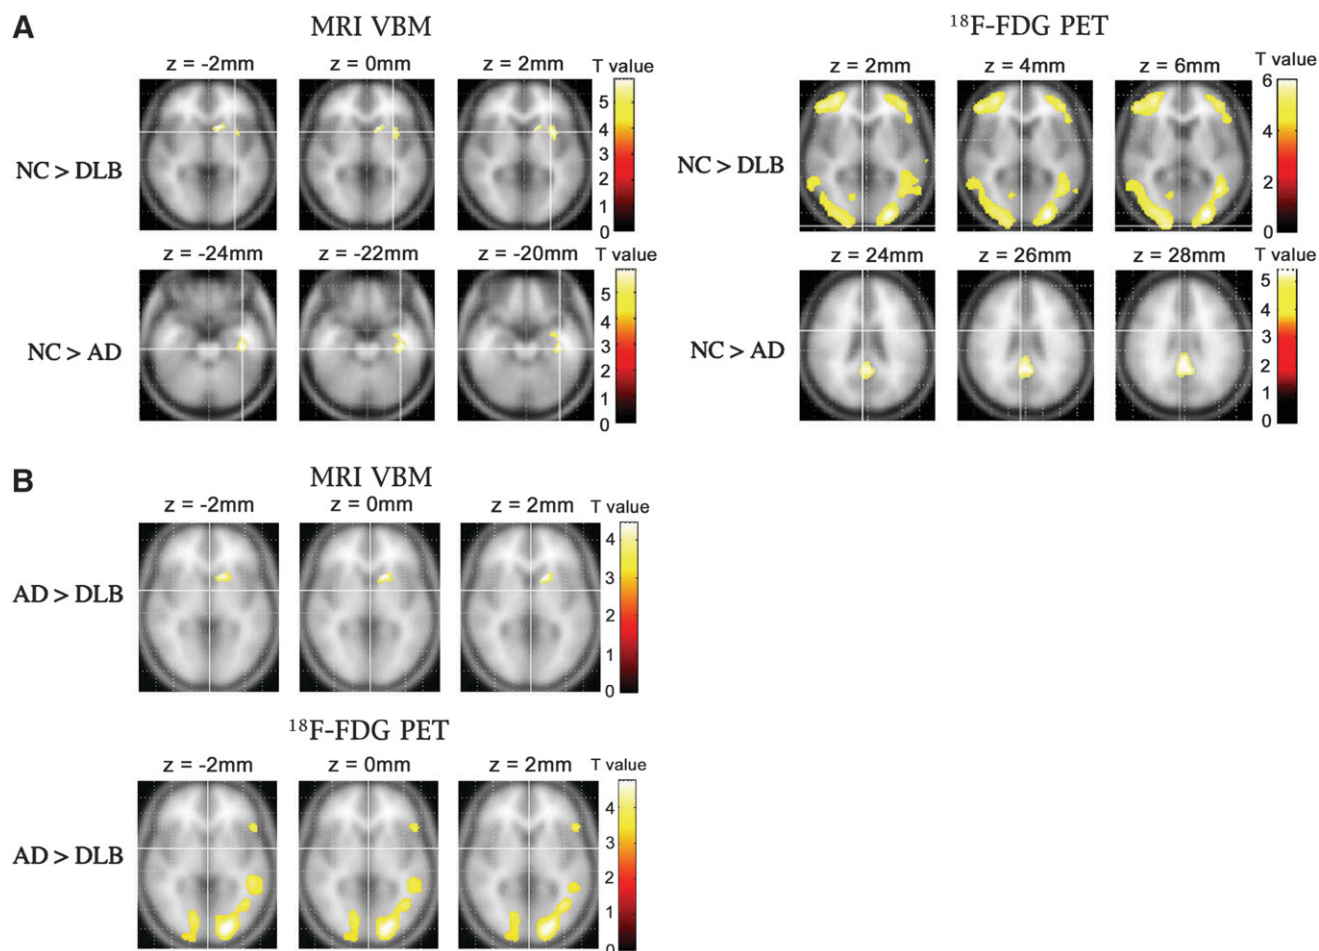 A
MRI VBM
z = -2mm z = 0mm z = 2mm T value
NC > DLB
5
4
3
2
1
0
z = -24mm z = -22mm z = -20mm T value
NC > AD
5
4
3
2
1
0
18F-FDG PET
z = 2mm z = 4mm z = 6mm T value
NC > DLB
6
5
4
3
2
1
0
z = 24mm z = 26mm z = 28mm T value
NC > AD
5
4
3
2
1
0
B
MRI VBM
z = -2mm z = 0mm z = 2mm T value
AD > DLB
4
3
2
1
0
18F-FDG PET
z = -2mm z = 0mm z = 2mm T value
AD > DLB
4
3
2
1
0